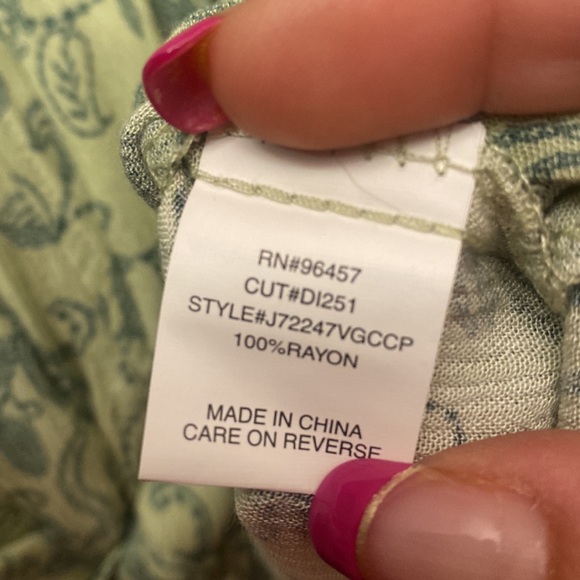 RN#96457
CUT#DI251
STYLE#J72247VGCCP
100%RAYON
MADE IN CHINA
CARE ON REVERSE